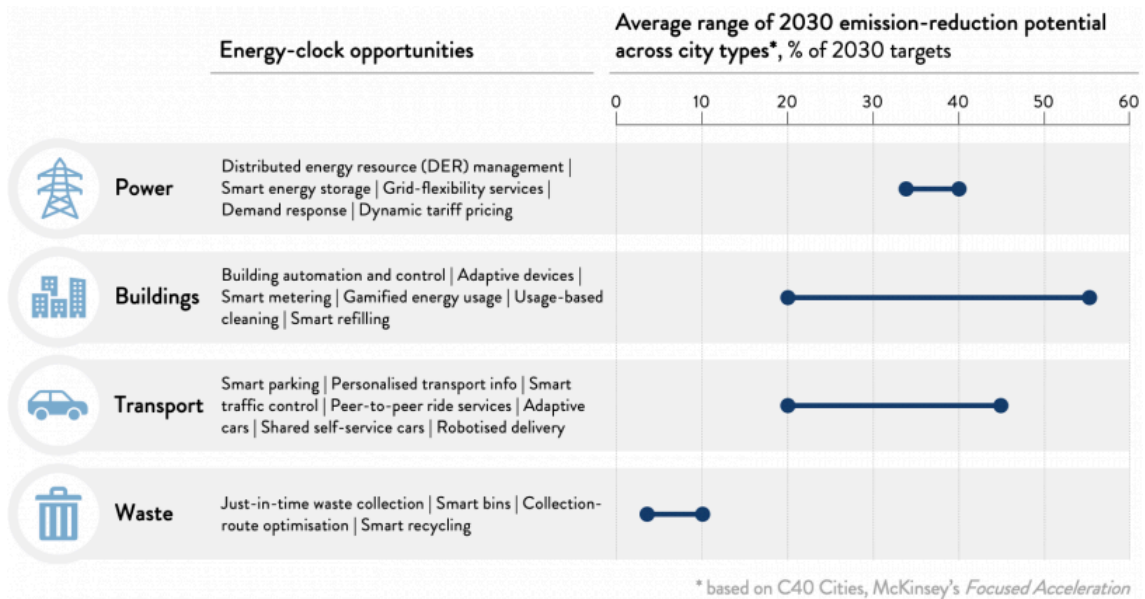 Energy-clock opportunities
Average range of 2030 emission-reduction potential
across city types*, % of 2030 targets
0 10 20 30 40 50 60
Power
Distributed energy resource (DER) management |
Smart energy storage | Grid-flexibility services |
Demand response | Dynamic tariff pricing
Buildings
Building automation and control | Adaptive devices |
Smart metering | Gamified energy usage | Usage-based
cleaning | Smart refilling
Transport
Smart parking | Personalised transport info | Smart
traffic control | Peer-to-peer ride services | Adaptive
cars | Shared self-service cars | Robotised delivery
Waste
Just-in-time waste collection | Smart bins | Collection-
route optimisation | Smart recycling
* based on C40 Cities, McKinsey's Focused Acceleration